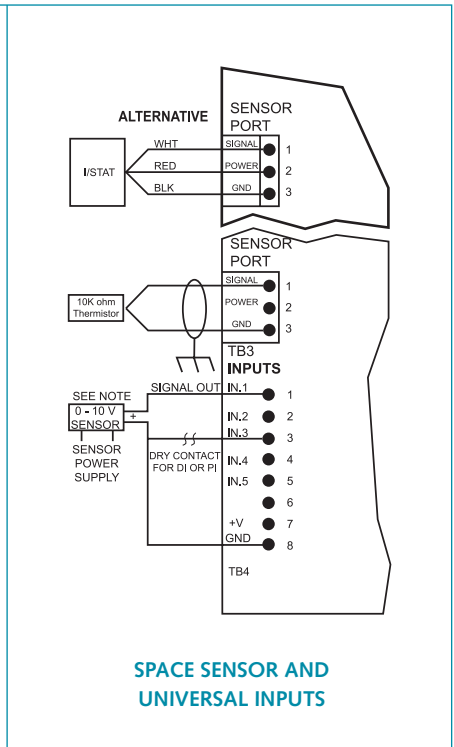 ALTERNATIVE
SENSOR
PORT
I/STAT
WHT
SIGNAL
1
RED
POWER
2
BLK
GND
3
SENSOR
PORT
10K ohm
Thermistor
SIGNAL
1
POWER
2
GND
3
TB3
INPUTS
SEE NOTE
SIGNAL OUT
IN.1
1
0 - 10 V
SENSOR
+
IN.2
2
IN.3
3
SENSOR
POWER
SUPPLY
DRY CONTACT
FOR DI OR PI
IN.4
4
IN.5
5
6
+V
7
GND
8
TB4
SPACE SENSOR AND
UNIVERSAL INPUTS